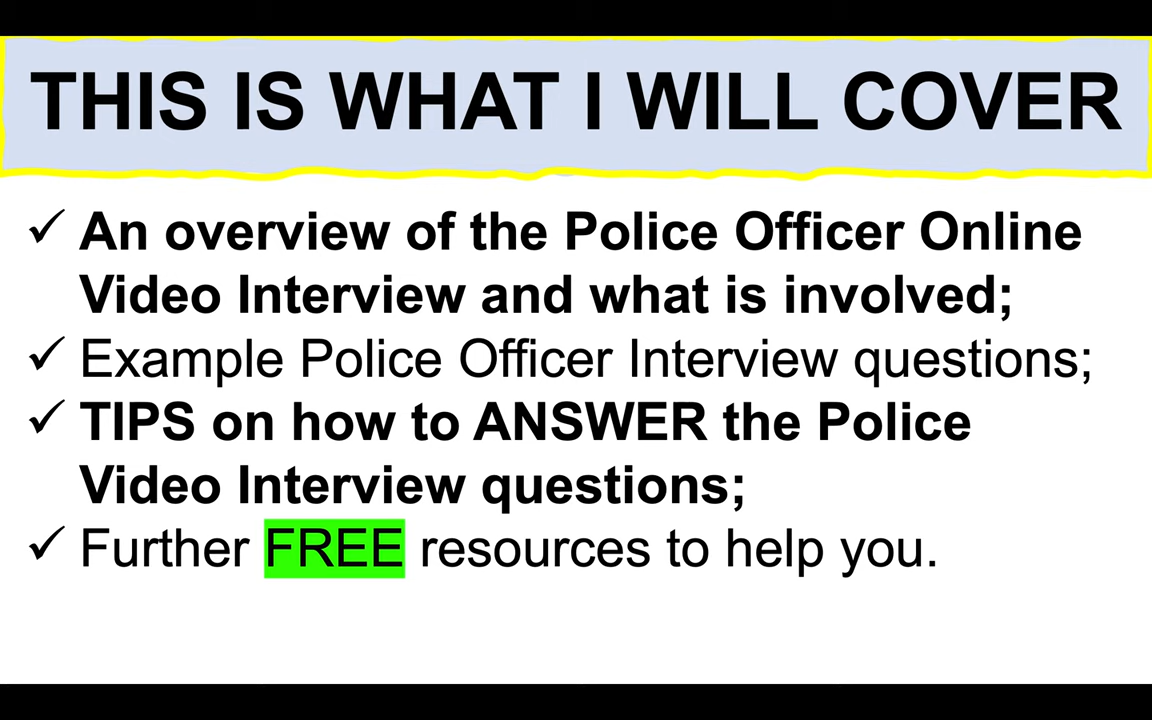 THIS IS WHAT I WILL COVER
✓ An overview of the Police Officer Online
Video Interview and what is involved;
✓ Example Police Officer Interview questions;
✓ TIPS on how to ANSWER the Police
Video Interview questions;
✓ Further FREE resources to help you.